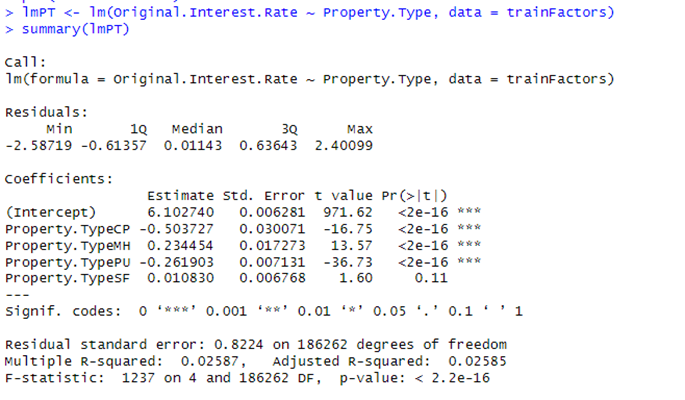 > lmPT <- lm(Original.Interest.Rate ~ Property.Type, data = trainFactors)
> summary(lmPT)
Call:
lm(formula = Original.Interest.Rate ~ Property.Type, data = trainFactors)
Residuals:
Min 1Q Median 3Q Max
-2.58719 -0.61357 0.01143 0.63643 2.40099
Coefficients:
Estimate Std. Error t value Pr(>|t|)
(Intercept) 6.102740 0.006281 971.62 <2e-16 ***
Property.TypeCP -0.503727 0.030071 -16.75 <2e-16 ***
Property.TypeMH 0.234454 0.017273 13.57 <2e-16 ***
Property.TypePU -0.261903 0.007131 -36.73 <2e-16 ***
Property.TypeSF 0.010830 0.006768 1.60 0.11
---
Signif. codes: 0 ‘***’ 0.001 ‘**’ 0.01 ‘*’ 0.05 ‘.’ 0.1 ‘ ’ 1
Residual standard error: 0.8224 on 186262 degrees of freedom
Multiple R-squared: 0.02587, Adjusted R-squared: 0.02585
F-statistic: 1237 on 4 and 186262 DF, p-value: < 2.2e-16